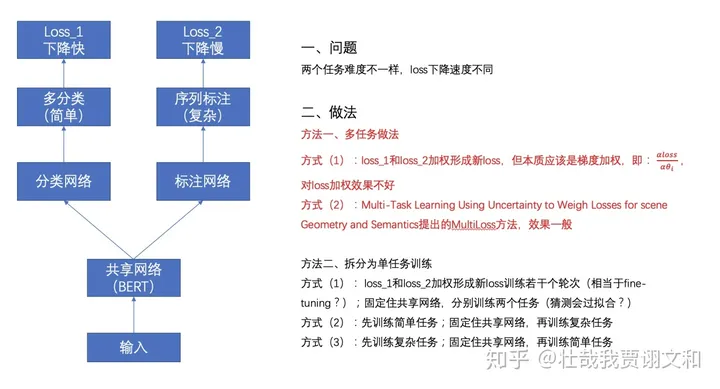 Loss_1
下降快
Loss_2
下降慢
多分类
(简单)
序列标注
(复杂)
分类网络
标注网络
共享网络
(BERT)
输入
一、问题
两个任务难度不一样，loss下降速度不同
二、做法
方法一、多任务做法
方式（1）：loss_1和loss_2加权形成新loss，但本质应该是梯度加权，即：αloss/αθi，
对loss加权效果不好
方式（2）：Multi-Task Learning Using Uncertainty to Weigh Losses for scene
Geometry and Semantics提出的MultiLoss方法，效果一般
方法二、拆分为单任务训练
方式（1）：loss_1和loss_2加权形成新loss训练若干个轮次（相当于fine-
tuning？）；固定住共享网络，分别训练两个任务（猜测会过拟合？）
方式（2）：先训练简单任务；固定住共享网络，再训练复杂任务
方式（3）：先训练复杂任务；固定住共享网络，再训练简单任务
知乎 @壮哉我贾诩文和